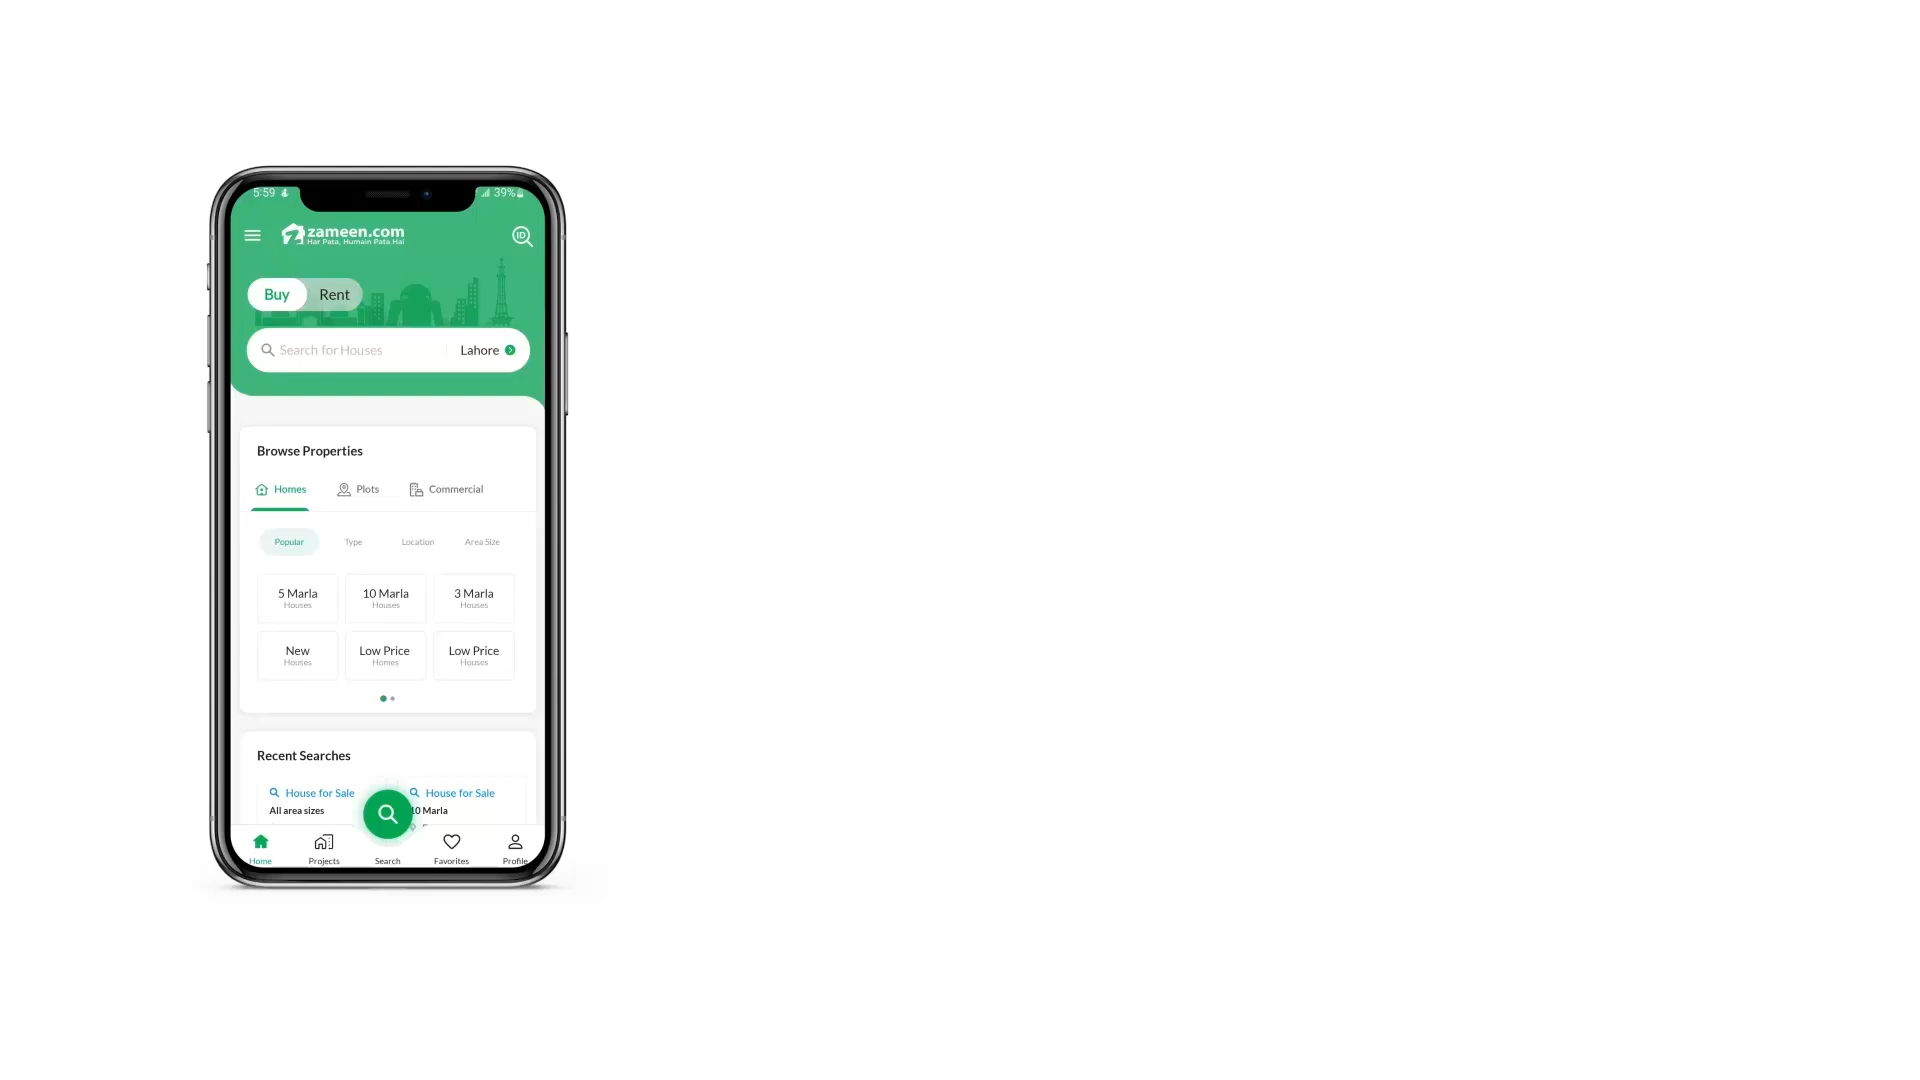 5:59
39%
zameen.com
Har Pata, Humain Pata Hai
ID
Buy Rent
Search for Houses Lahore
Browse Properties
Homes Plots Commercial
Popular Type Location Area Size
5 Marla 10 Marla 3 Marla
Houses Houses Houses
New Low Price Low Price
Houses Homes Houses
Recent Searches
House for Sale House for Sale
All area sizes 10 Marla
Home Projects Search Favorites Profile